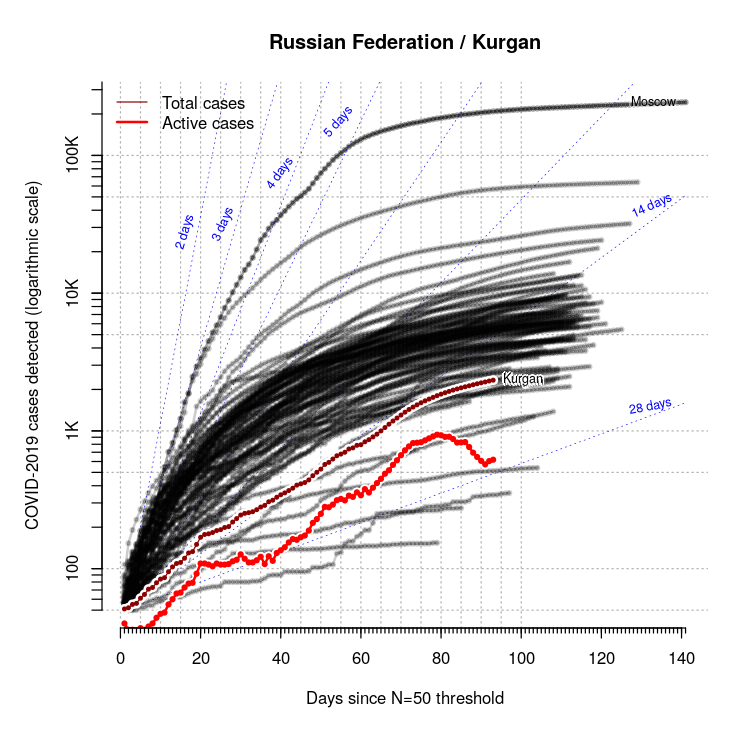 Russian Federation / Kurgan
Total cases
Active cases
Moscow
Kurgan
2 days
3 days
4 days
5 days
14 days
28 days
COVID-2019 cases detected (logarithmic scale)
100K
10K
1K
100
0 20 40 60 80 100 120 140
Days since N=50 threshold